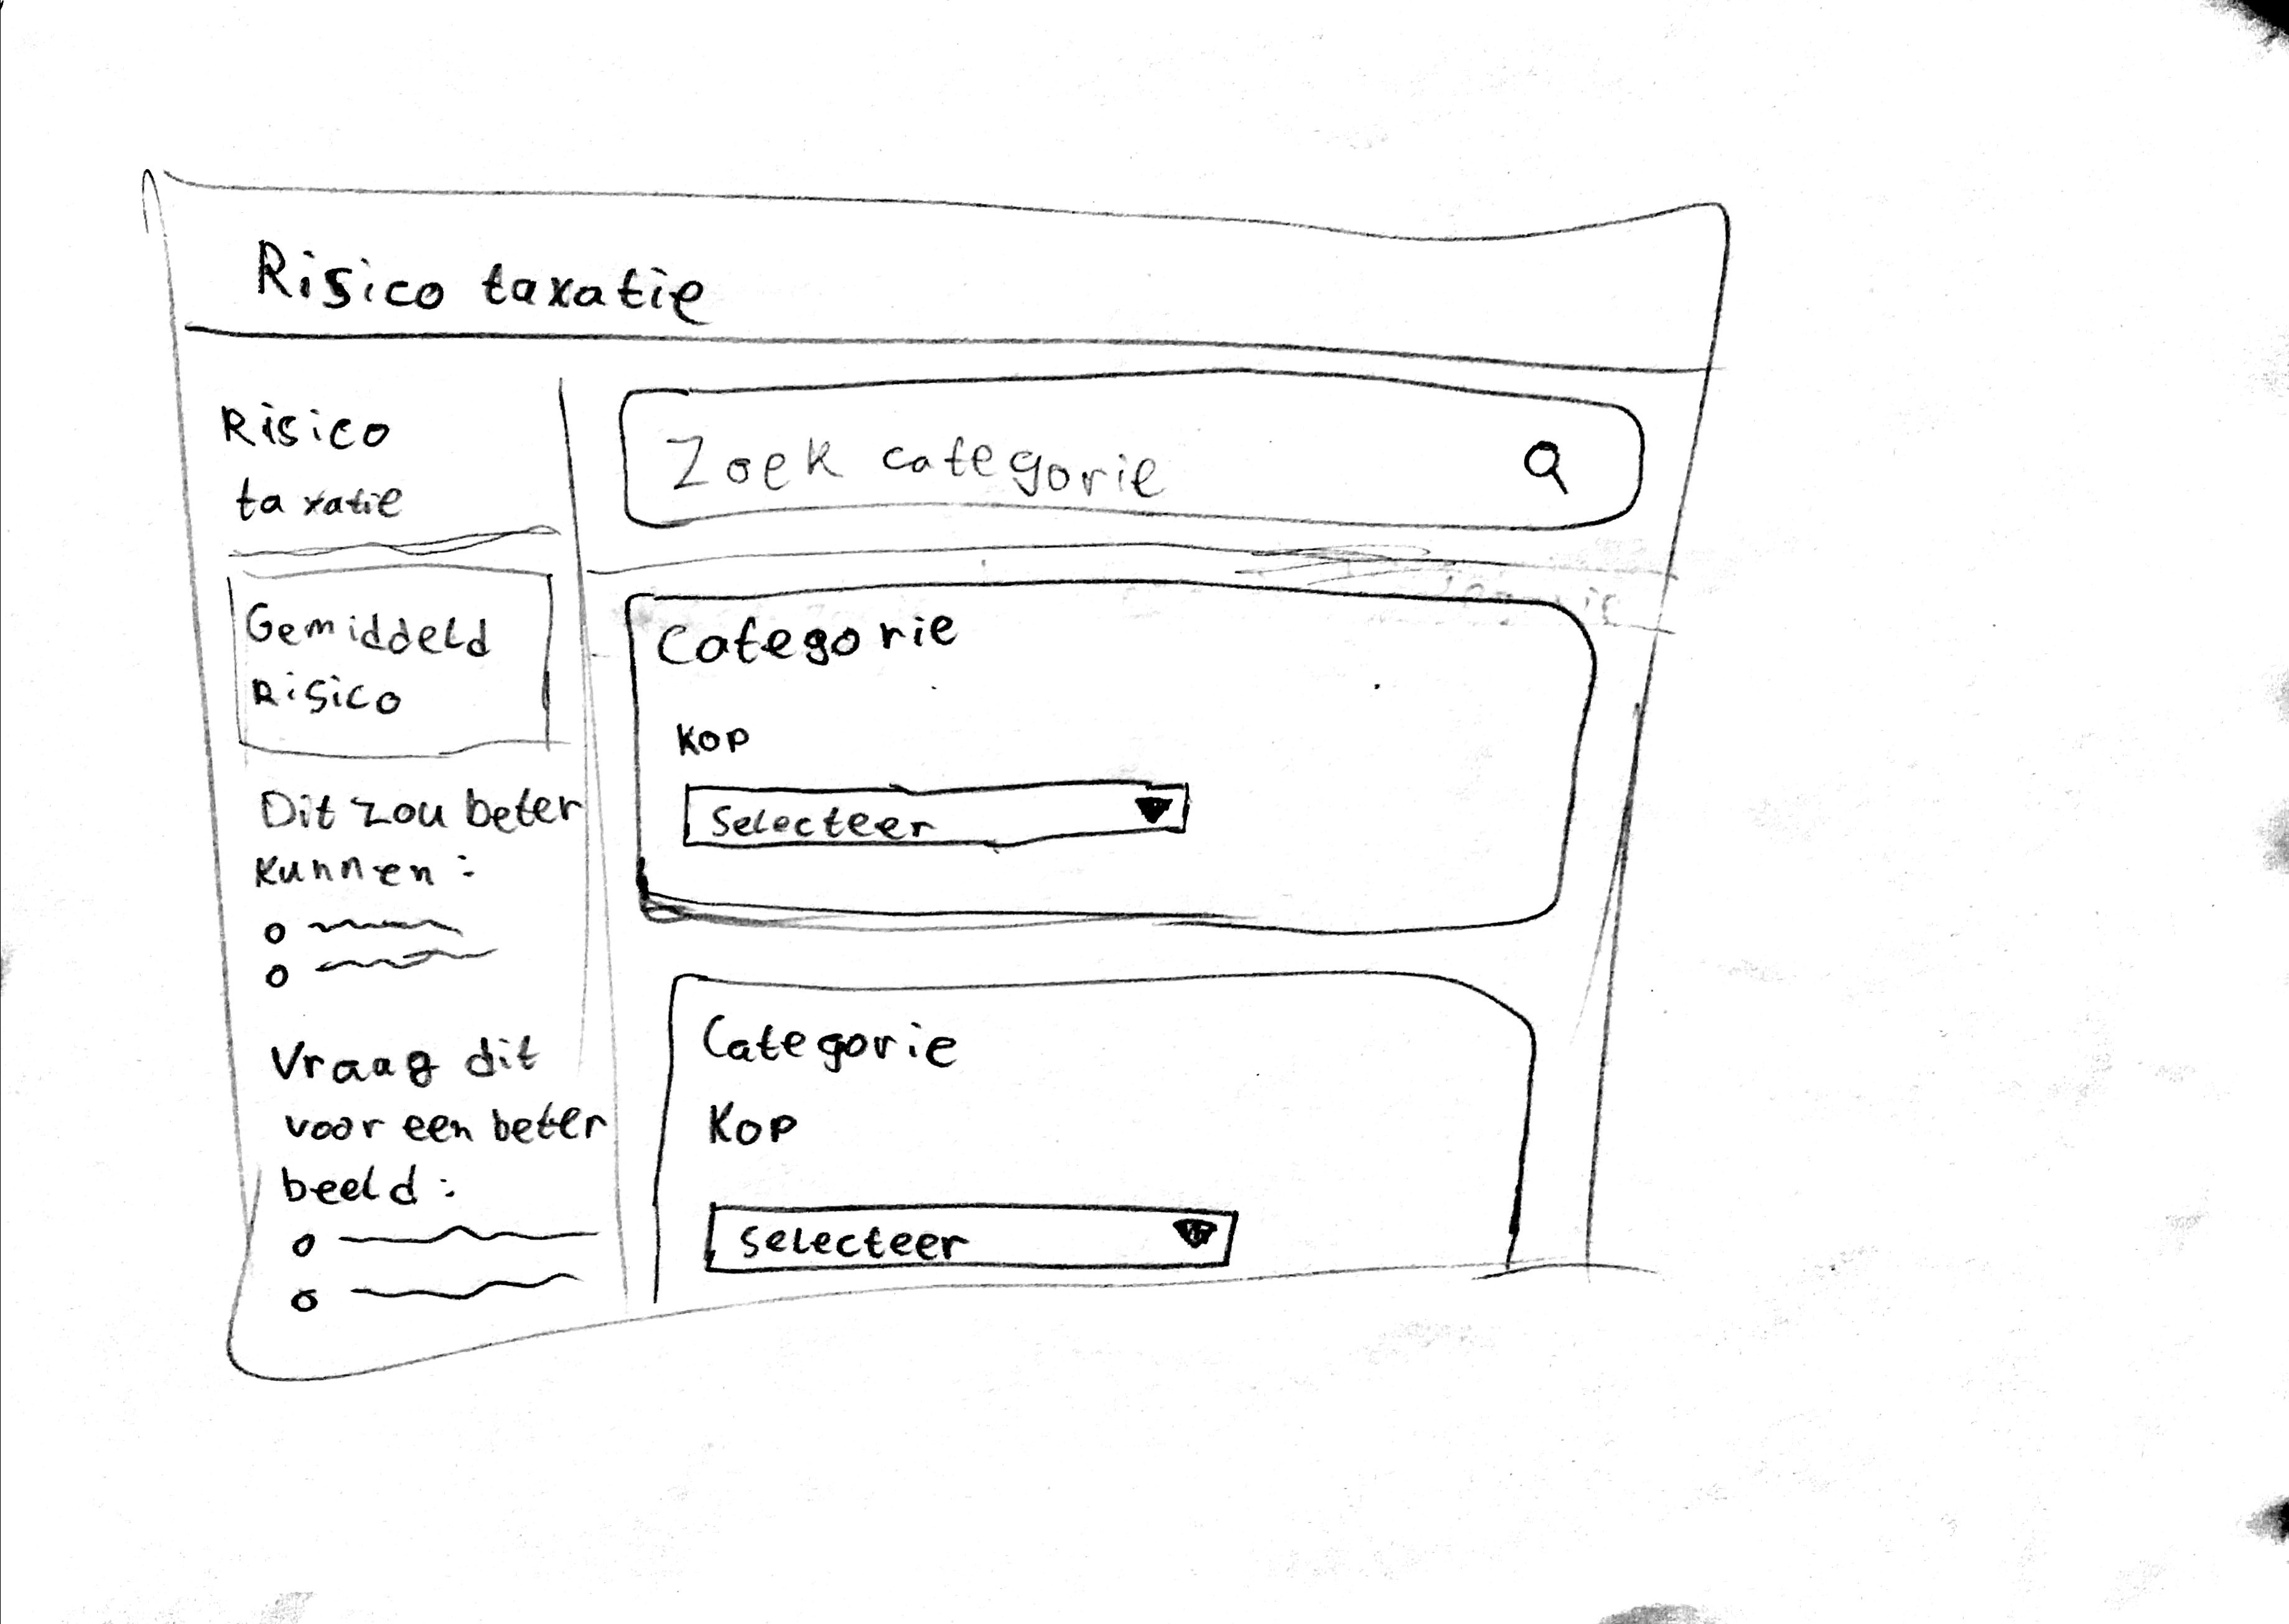 Risico taxatie
Risico
taxatie
Gemiddeld
Risico
Dit zou beter
kunnen:
Vraag dit
voor een beter
beeld:
Zoek categorie
Categorie
Kop
Selecteer
Categorie
Kop
Selecteer